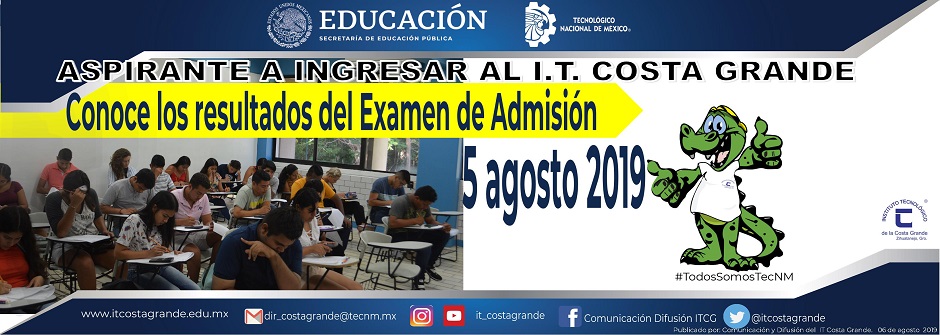 EDUCACIÓN
SECRETARÍA DE EDUCACIÓN PÚBLICA
TECNOLÓGICO
NACIONAL DE MÉXICO®
ASPIRANTE A INGRESAR AL I.T. COSTA GRANDE
Conoce los resultados del Examen de Admisión
5 agosto 2019
INSTITUTO TECNOLÓGICO
de la Costa Grande
Zihuatanejo, Gro.
#TodosSomosTecNM
www.itcostagrande.edu.mx
dir_costagrande@tecnm.mx
it_costagrande
Comunicación Difusión ITCG
@itcostagrande
Publicado por: Comunicación y Difusión del IT Costa Grande. 06 de agosto 2019